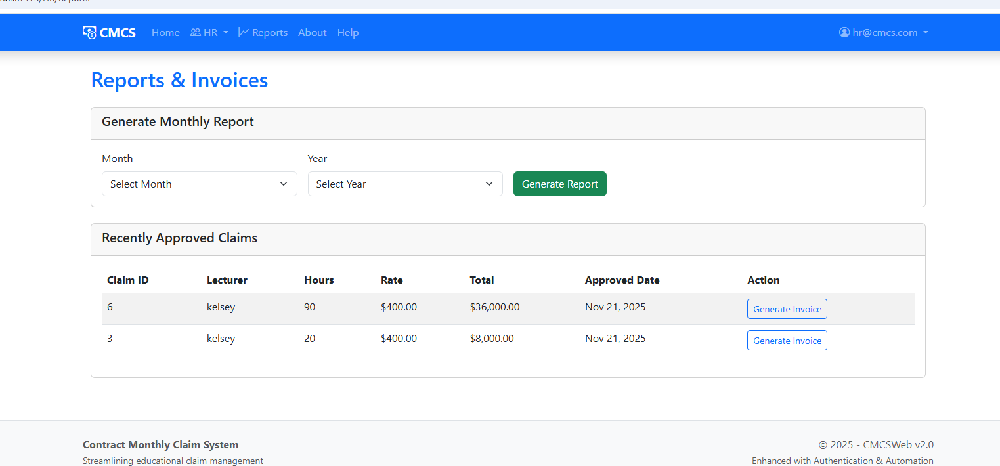 CMCS Home HR Reports About Help hr@cmcs.com
Reports & Invoices
Generate Monthly Report
Month Year
Select Month Select Year Generate Report
Recently Approved Claims
Claim ID Lecturer Hours Rate Total Approved Date Action
6 kelsey 90 $400.00 $36,000.00 Nov 21, 2025 Generate Invoice
3 kelsey 20 $400.00 $8,000.00 Nov 21, 2025 Generate Invoice
Contract Monthly Claim System © 2025 - CMCSWeb v2.0
Streamlining educational claim management Enhanced with Authentication & Automation